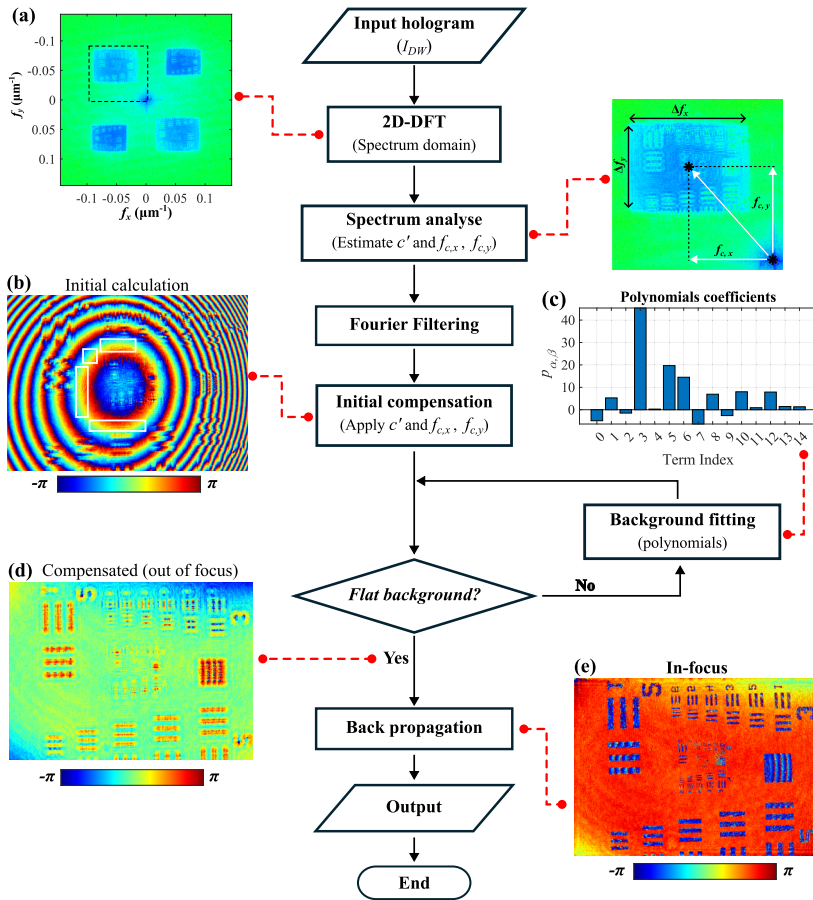 (a)
-0.1
-0.05
0
0.05
0.1
f_y (μm⁻¹)
-0.1
-0.05
0
0.05
0.1
f_x (μm⁻¹)
Input hologram
(I_DW)
2D-DFT
(Spectrum domain)
Spectrum analyse
(Estimate c′ and f_c,x , f_c,y)
Δf_x
Δf_y
f_c,y
f_c,x
Fourier Filtering
Initial compensation
(Apply c′ and f_c,x , f_c,y)
(b)
Initial calculation
-π
π
(c)
Polynomials coefficients
40
30
20
10
0
p_α,β
0
1
2
3
4
5
6
7
8
9
10
11
12
13
14
Term Index
Background fitting
(polynomials)
Flat background?
No
Yes
(d)
Compensated (out of focus)
-π
π
Back propagation
Output
End
(e)
In-focus
-π
π